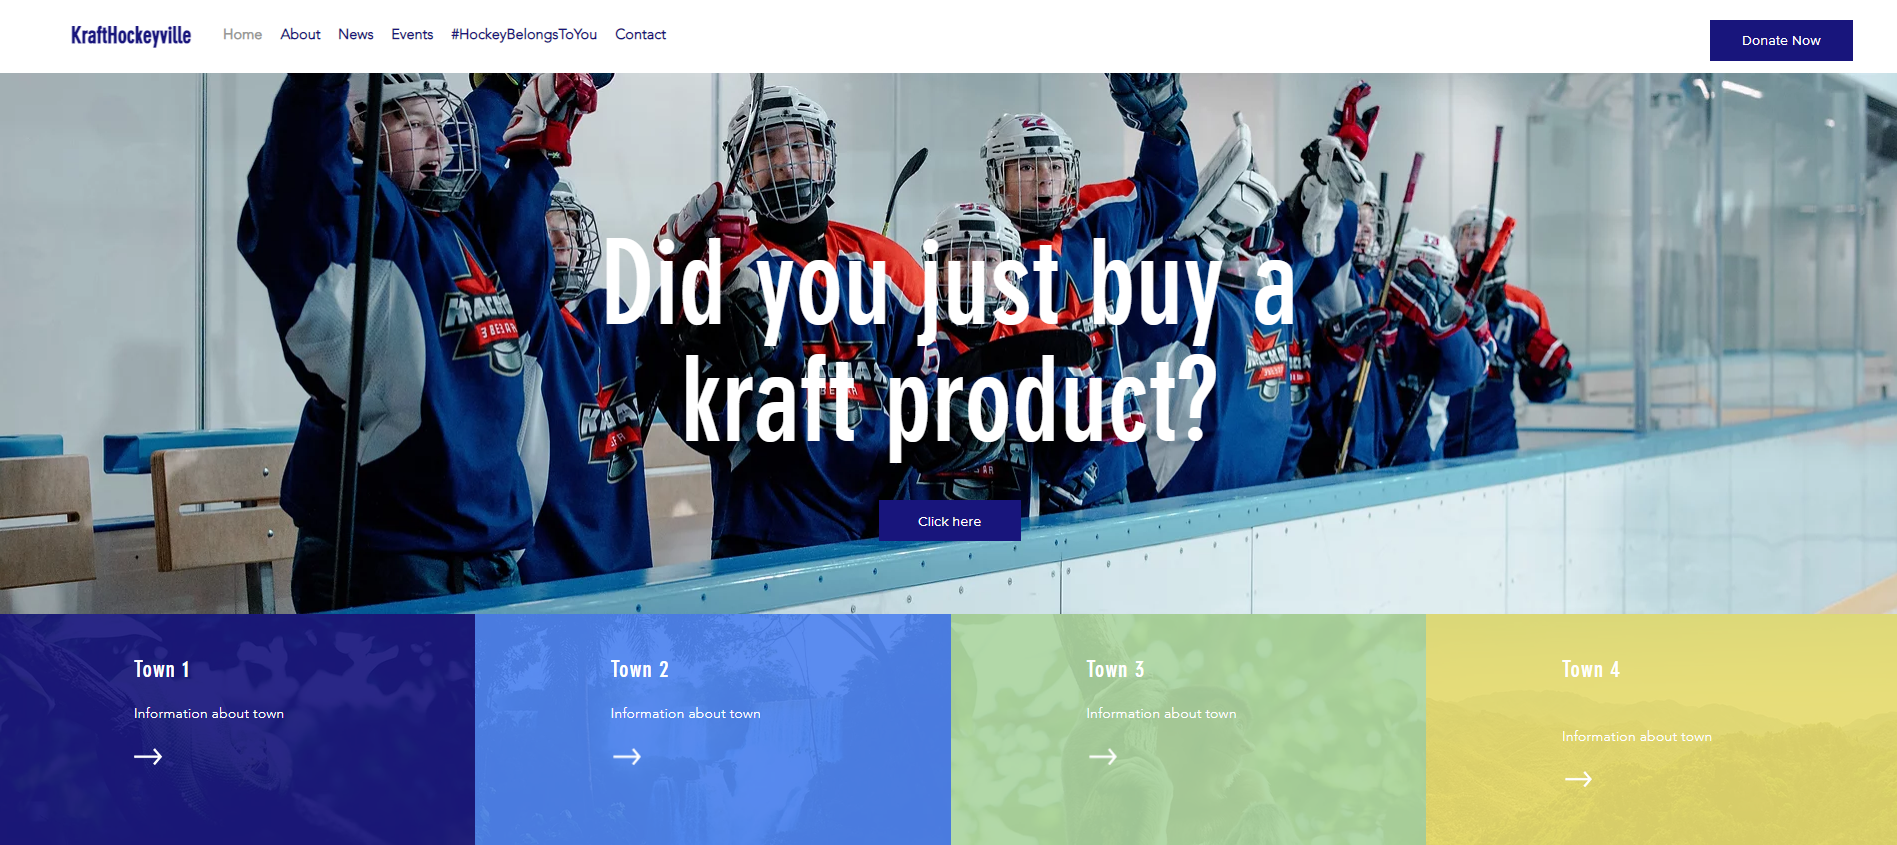 KraftHockeyville
Home About News Events #HockeyBelongsToYou Contact
Donate Now
Did you just buy a
kraft product?
Click here
Town 1
Information about town
Town 2
Information about town
Town 3
Information about town
Town 4
Information about town